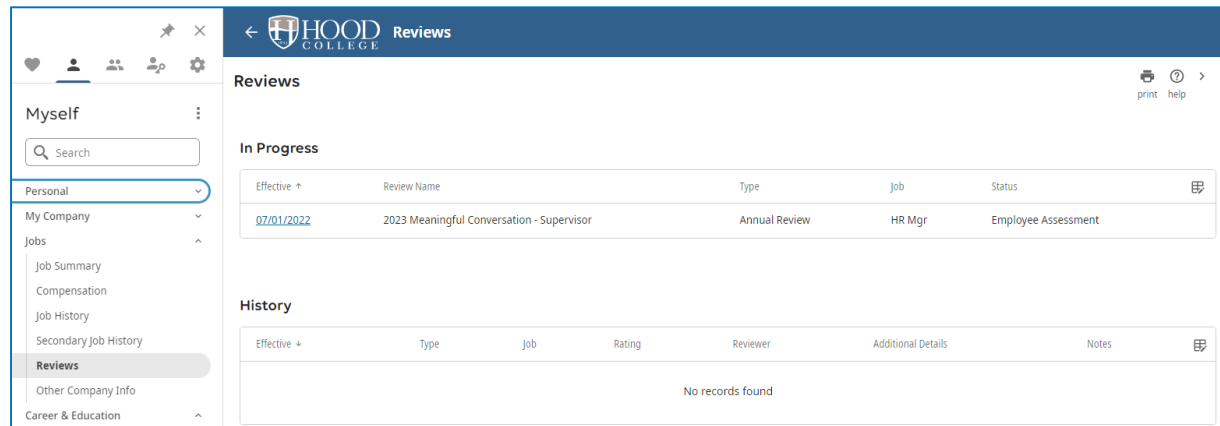 HOOD
COLLEGE
Reviews
Myself
Search
Personal
My Company
Jobs
Job Summary
Compensation
Job History
Secondary Job History
Reviews
Other Company Info
Career & Education
Reviews
print help
In Progress
Effective Review Name Type Job Status
07/01/2022 2023 Meaningful Conversation - Supervisor Annual Review HR Mgr Employee Assessment
History
Effective Type Job Rating Reviewer Additional Details Notes
No records found